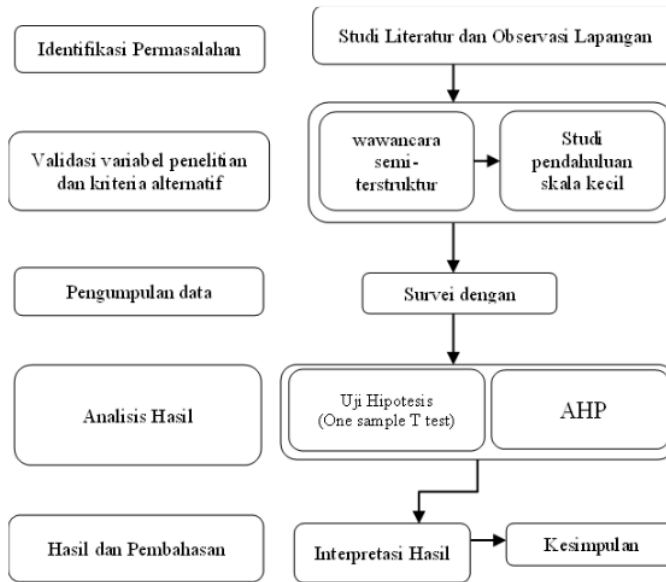 Identifikasi Permasalahan
Studi Literatur dan Observasi Lapangan
Validasi variabel penelitian
dan kriteria alternatif
wawancara
semi-
terstruktur
Studi
pendahuluan
skala kecil
Pengumpulan data
Survei dengan
Analisis Hasil
Uji Hipotesis
(One sample T test)
AHP
Hasil dan Pembahasan
Interpretasi Hasil
Kesimpulan